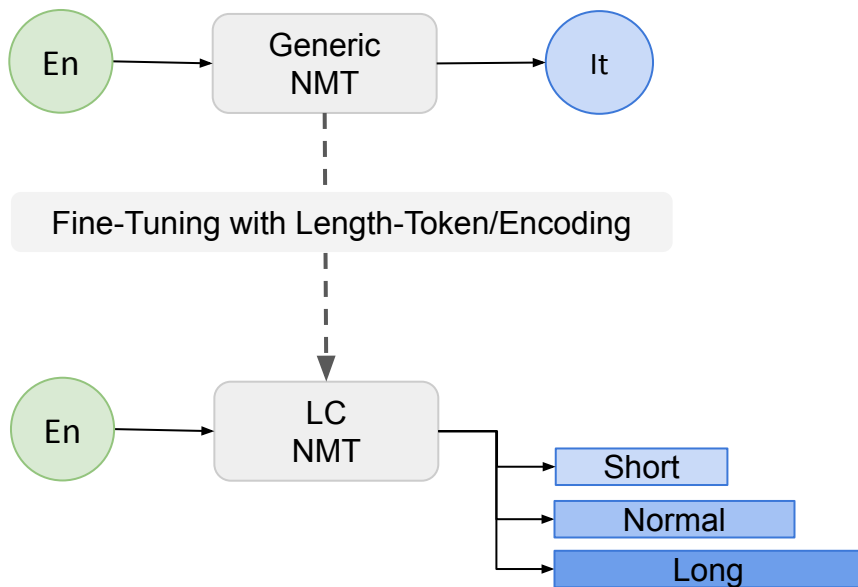 En
Generic
NMT
It
Fine-Tuning with Length-Token/Encoding
En
LC
NMT
Short
Normal
Long